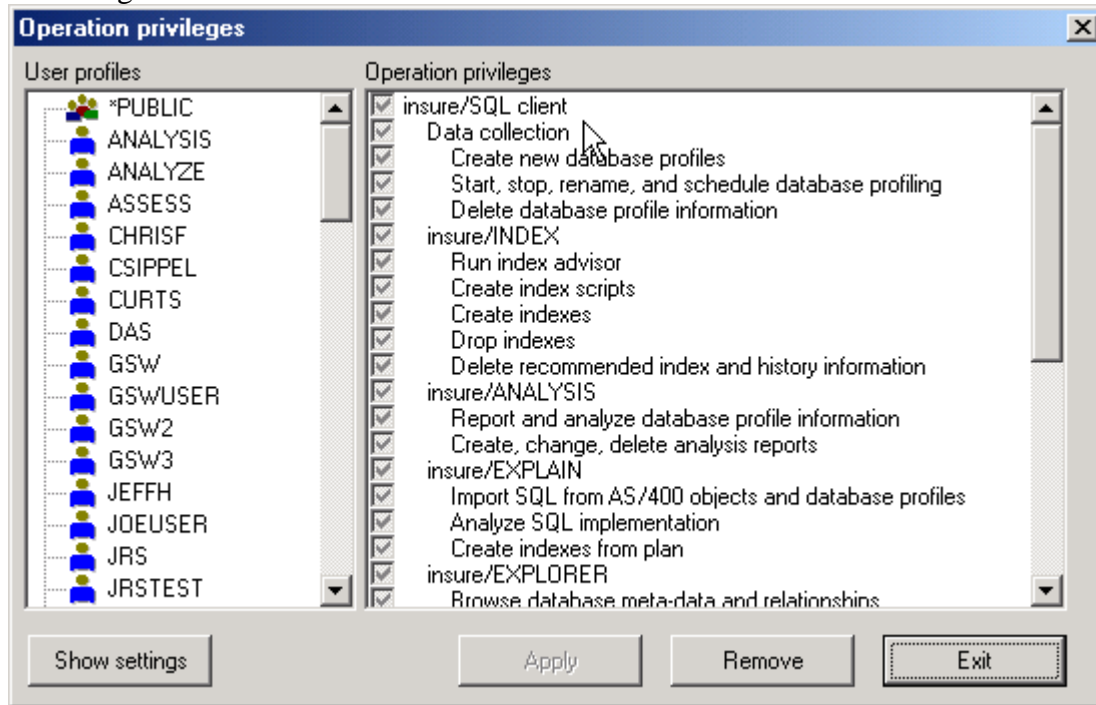 Operation privileges
User profiles
*PUBLIC
ANALYSIS
ANALYZE
ASSESS
CHRISF
CSIPPEL
CURTS
DAS
GSW
GSWUSER
GSW2
GSW3
JEFFH
JOEUSER
JRS
JRSTEST
Operation privileges
insure/SQL client
Data collection
Create new database profiles
Start, stop, rename, and schedule database profiling
Delete database profile information
insure/INDEX
Run index advisor
Create index scripts
Create indexes
Drop indexes
Delete recommended index and history information
insure/ANALYSIS
Report and analyze database profile information
Create, change, delete analysis reports
insure/EXPLAIN
Import SQL from AS/400 objects and database profiles
Analyze SQL implementation
Create indexes from plan
insure/EXPLORER
Browse database meta-data and relationships
Show settings
Apply
Remove
Exit